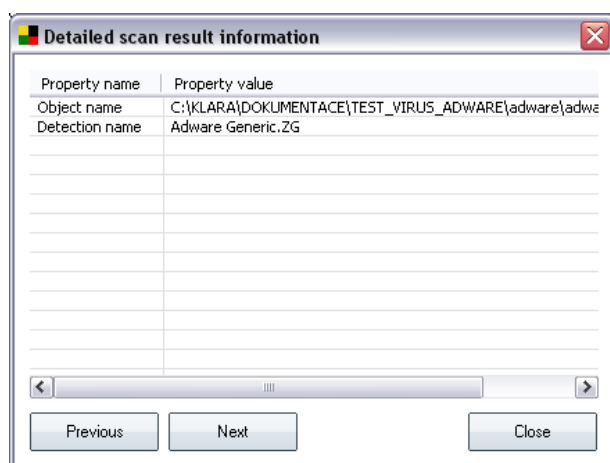 Detailed scan result information
Property name Property value
Object name C:\KLARA\DOKUMENTACE\TEST_VIRUS_ADWARE\adware\adwa
Detection name Adware Generic.ZG
Previous Next Close